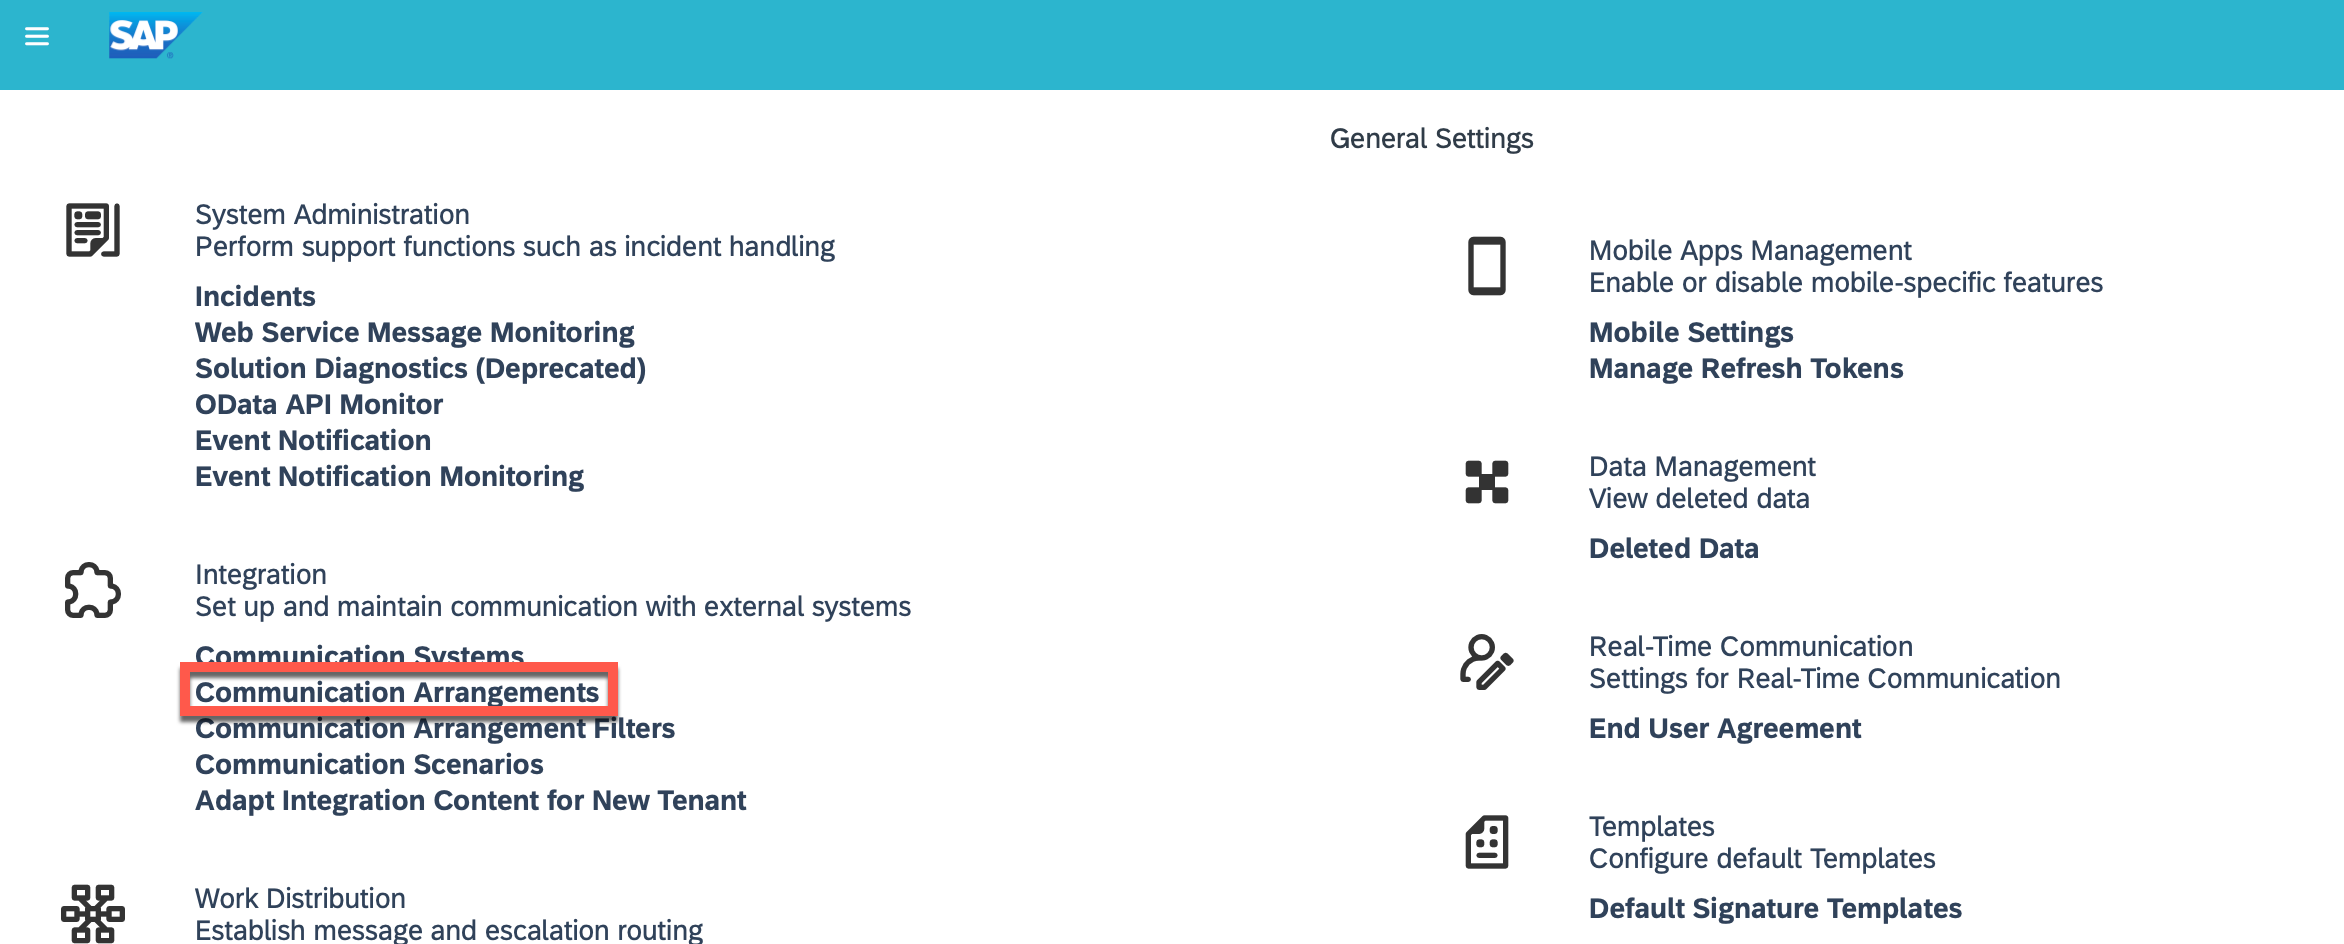 SAP
General Settings
System Administration
Perform support functions such as incident handling
Incidents
Web Service Message Monitoring
Solution Diagnostics (Deprecated)
OData API Monitor
Event Notification
Event Notification Monitoring
Integration
Set up and maintain communication with external systems
Communication Systems
Communication Arrangements
Communication Arrangement Filters
Communication Scenarios
Adapt Integration Content for New Tenant
Work Distribution
Establish message and escalation routing
Mobile Apps Management
Enable or disable mobile-specific features
Mobile Settings
Manage Refresh Tokens
Data Management
View deleted data
Deleted Data
Real-Time Communication
Settings for Real-Time Communication
End User Agreement
Templates
Configure default Templates
Default Signature Templates